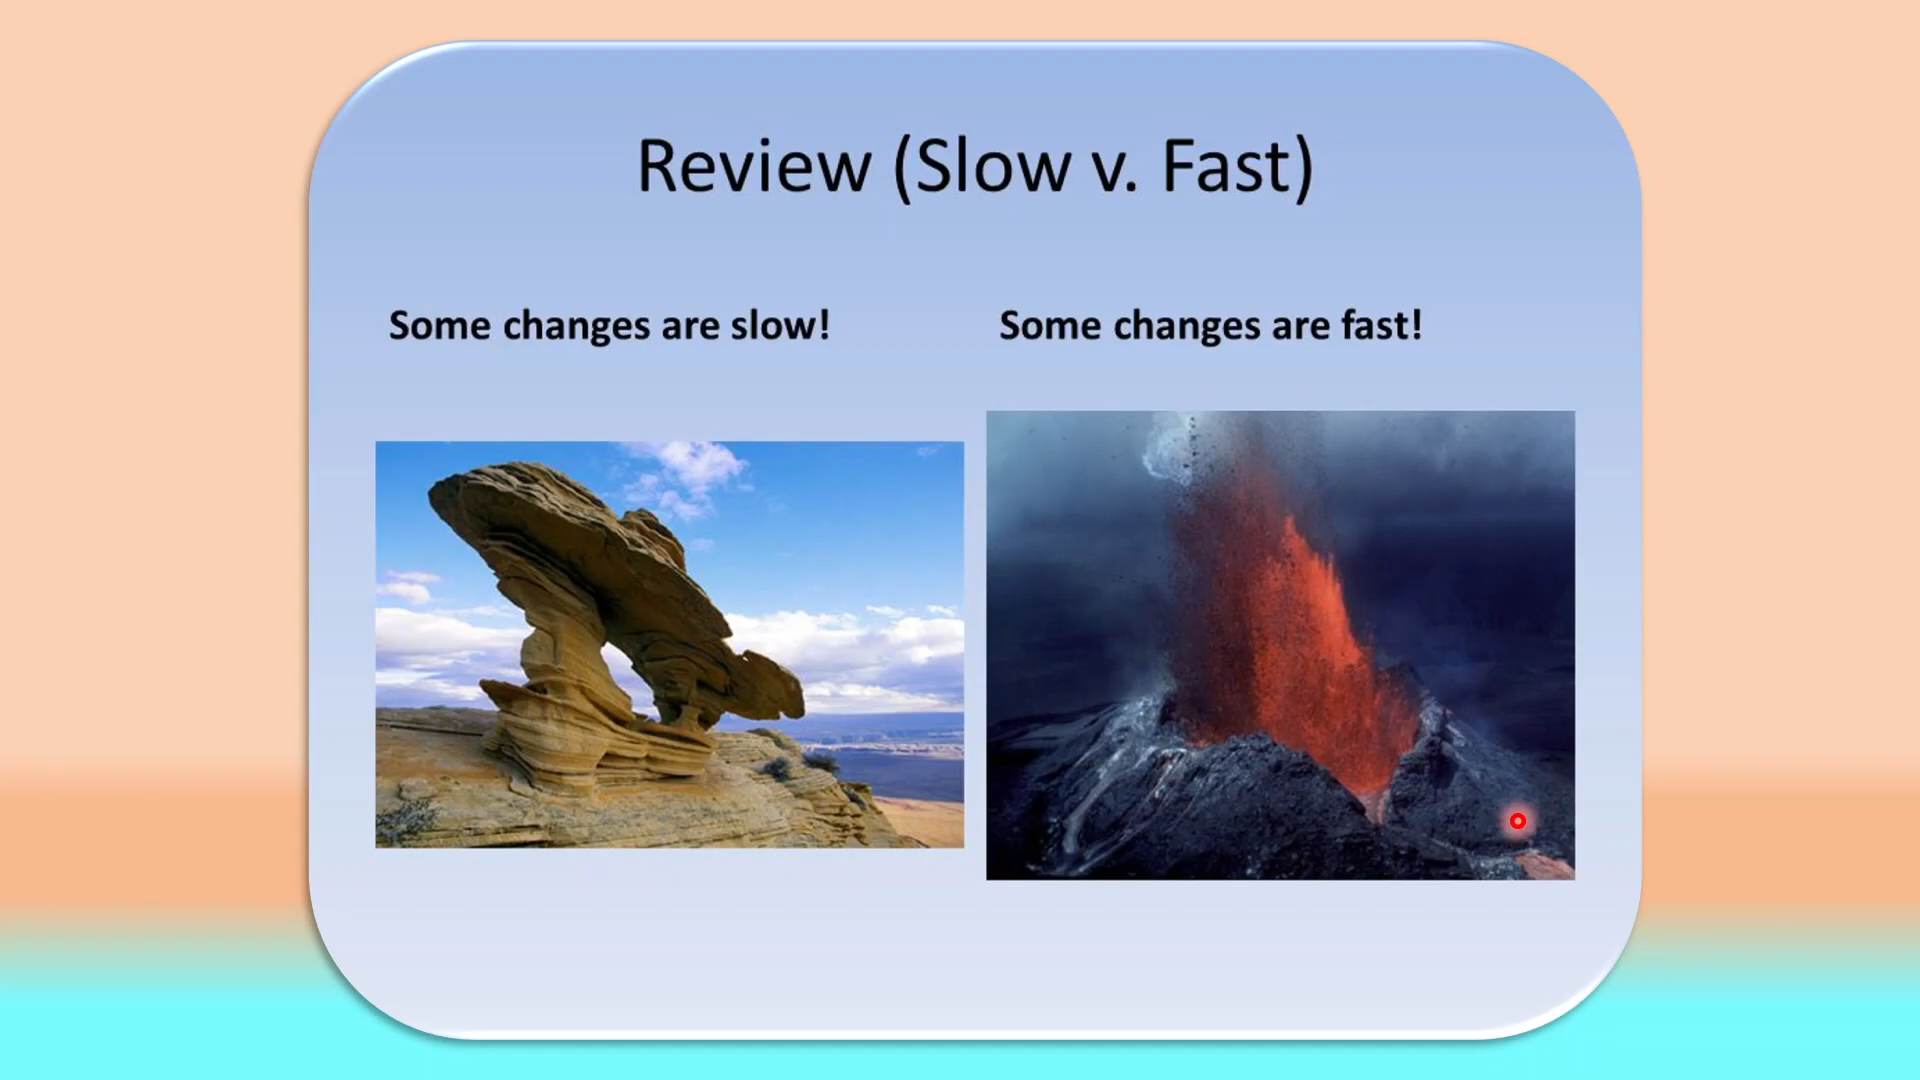 Review (Slow v. Fast)
Some changes are slow!
Some changes are fast!